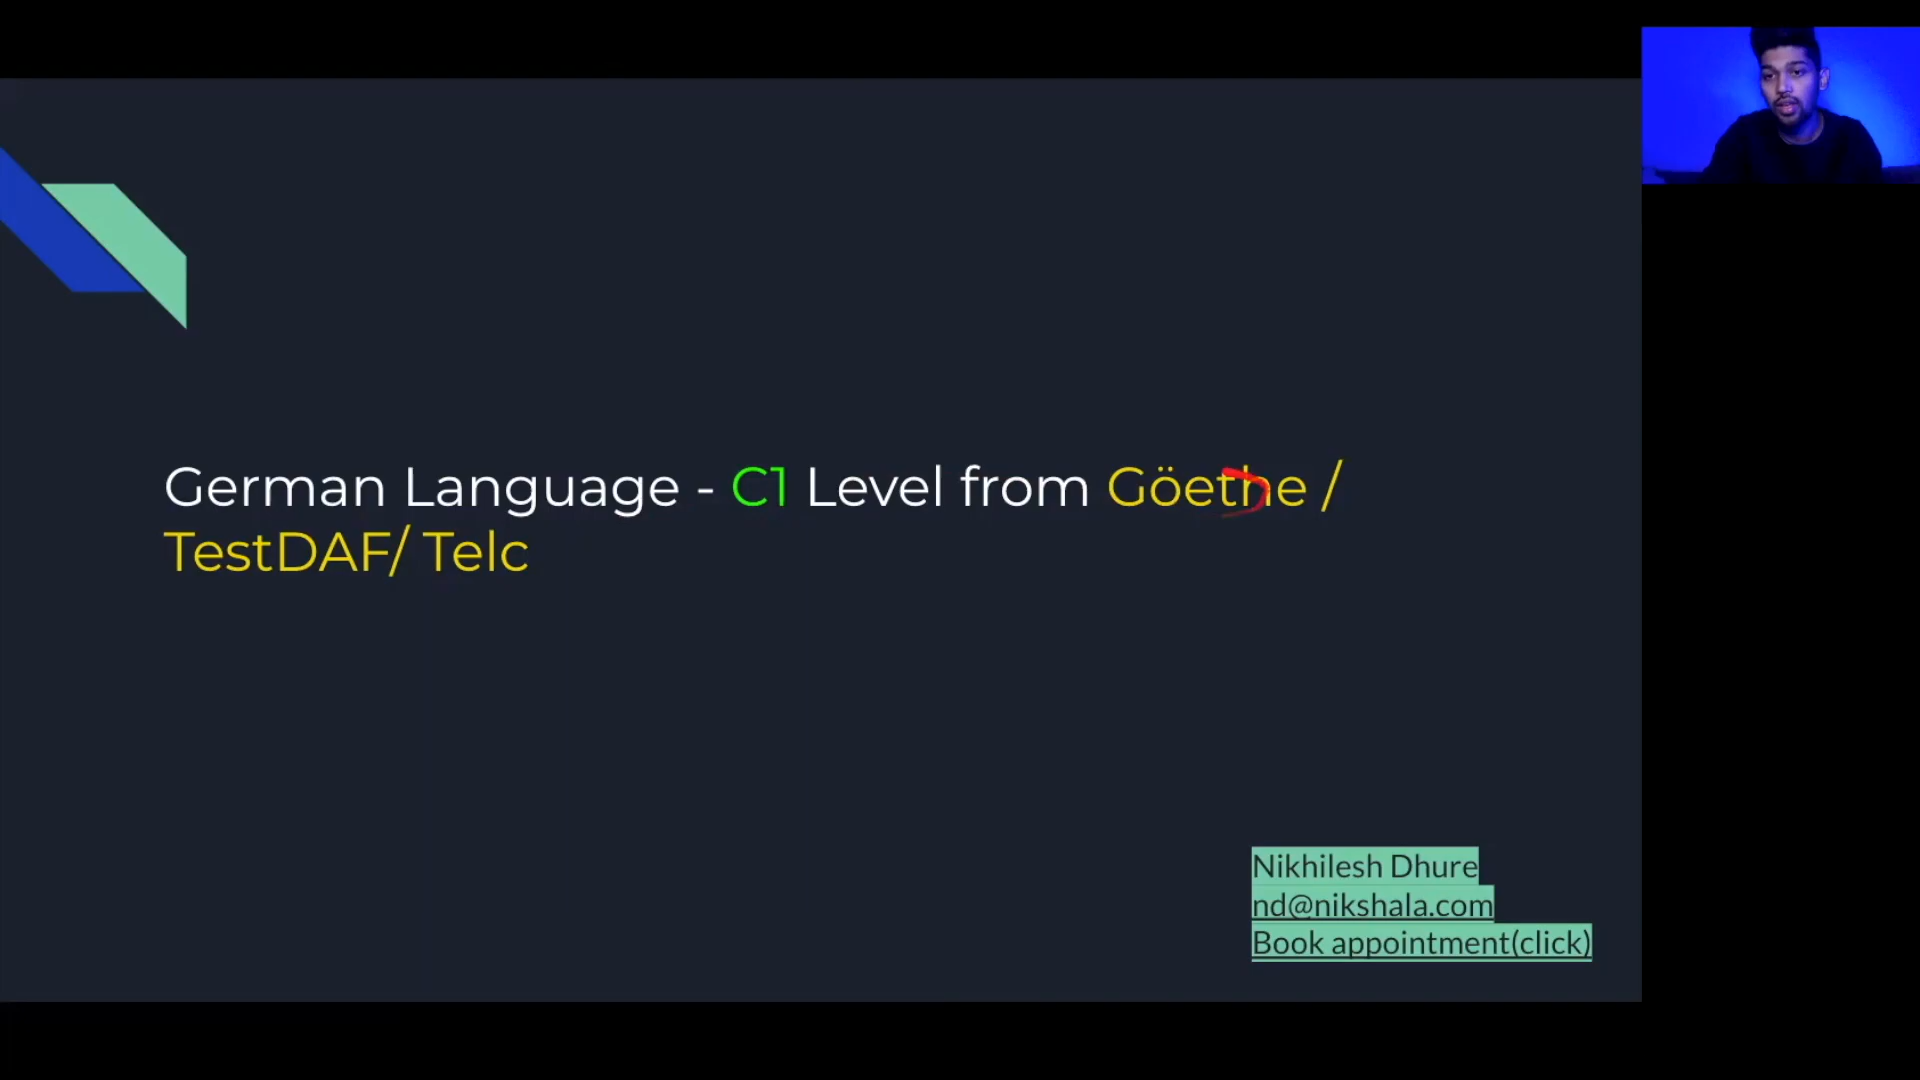 German Language - C1 Level from Göethe /
TestDAF/ Telc
Nikhilesh Dhure
nd@nikshala.com
Book appointment(click)